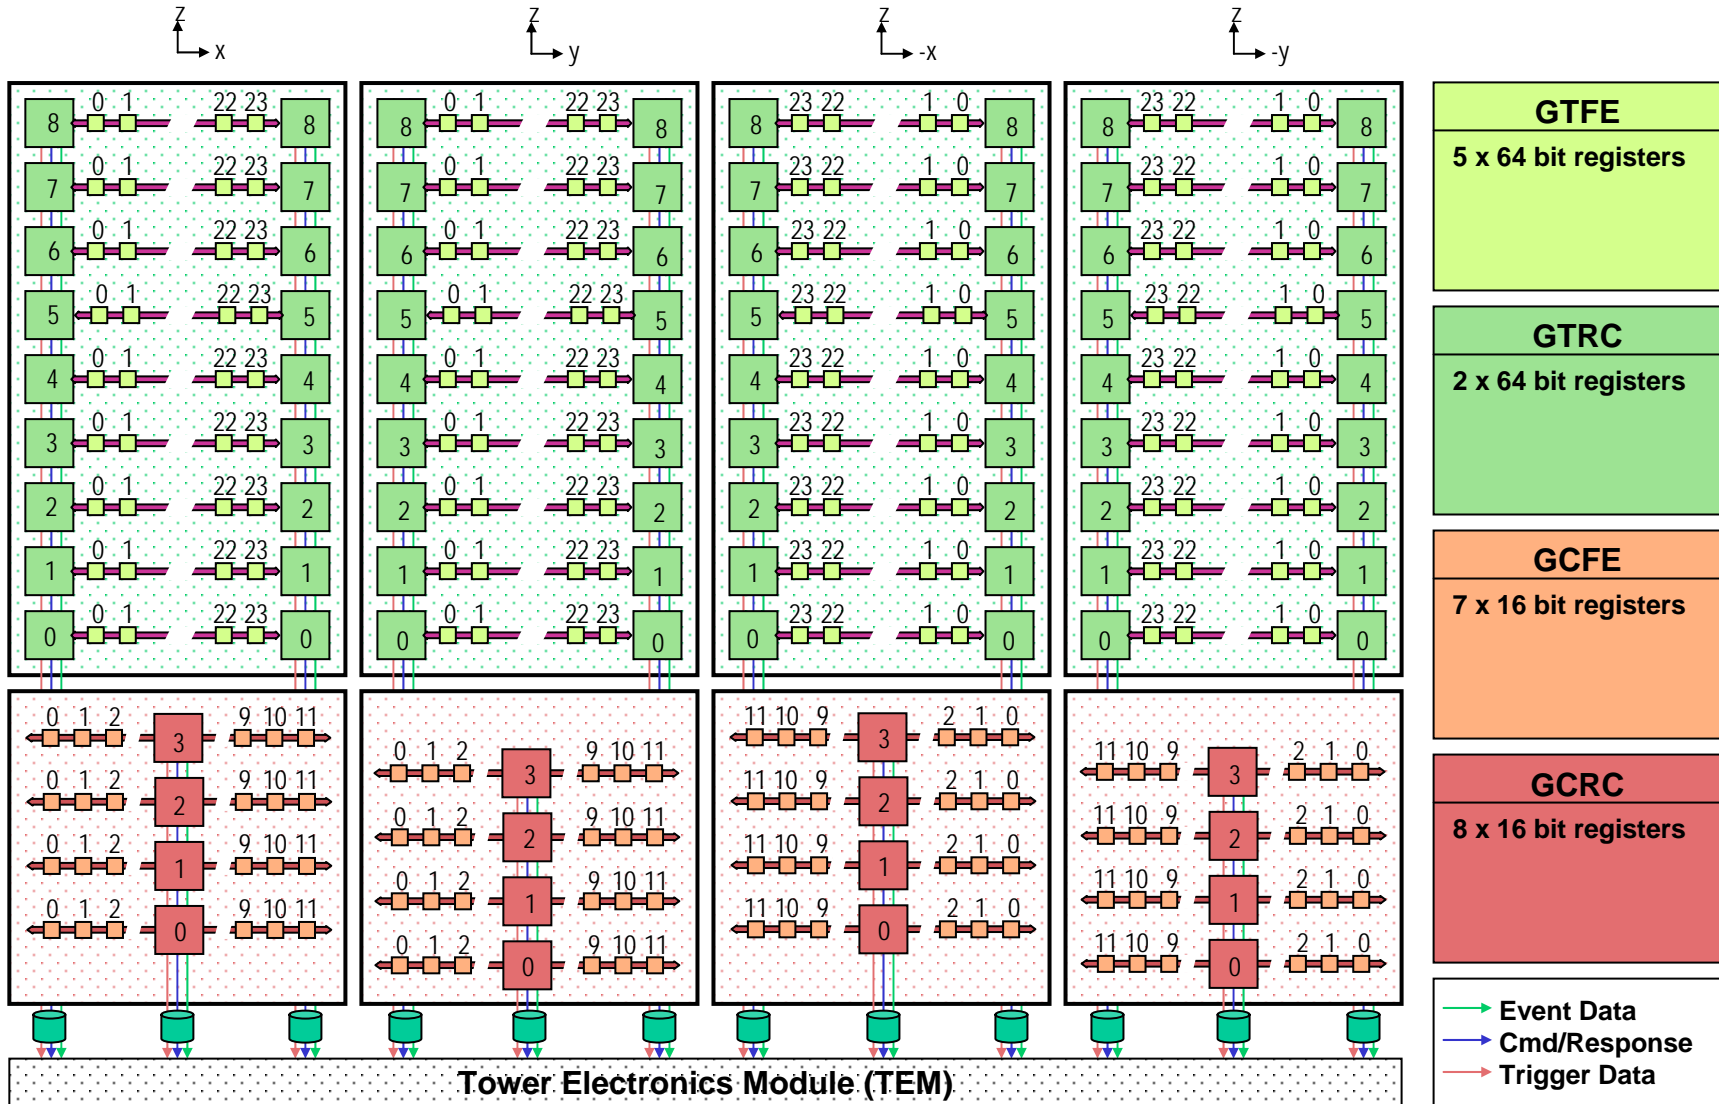 z z z z
x y -x -y
0 1 22 23 0 1 22 23 23 22 1 0 23 22 1 0
8 8 8 8 8 8 8 8
0 1 22 23 0 1 22 23 23 22 1 0 23 22 1 0
7 7 7 7 7 7 7 7
0 1 22 23 0 1 22 23 23 22 1 0 23 22 1 0
6 6 6 6 6 6 6 6
0 1 22 23 0 1 22 23 23 22 1 0 23 22 1 0
5 5 5 5 5 5 5 5
0 1 22 23 0 1 22 23 23 22 1 0 23 22 1 0
4 4 4 4 4 4 4 4
0 1 22 23 0 1 22 23 23 22 1 0 23 22 1 0
3 3 3 3 3 3 3 3
0 1 22 23 0 1 22 23 23 22 1 0 23 22 1 0
2 2 2 2 2 2 2 2
0 1 22 23 0 1 22 23 23 22 1 0 23 22 1 0
1 1 1 1 1 1 1 1
0 1 22 23 0 1 22 23 23 22 1 0 23 22 1 0
0 0 0 0 0 0 0 0
0 1 2 9 10 11
3
0 1 2 9 10 11
2
0 1 2 9 10 11
1
0 1 2 9 10 11
0
0 1 2 9 10 11
3
0 1 2 9 10 11
2
0 1 2 9 10 11
1
0 1 2 9 10 11
0
11 10 9 2 1 0
3
11 10 9 2 1 0
2
11 10 9 2 1 0
1
11 10 9 2 1 0
0
11 10 9 2 1 0
3
11 10 9 2 1 0
2
11 10 9 2 1 0
1
11 10 9 2 1 0
0
Tower Electronics Module (TEM)
GTFE
5 x 64 bit registers
GTRC
2 x 64 bit registers
GCFE
7 x 16 bit registers
GCRC
8 x 16 bit registers
Event Data
Cmd/Response
Trigger Data